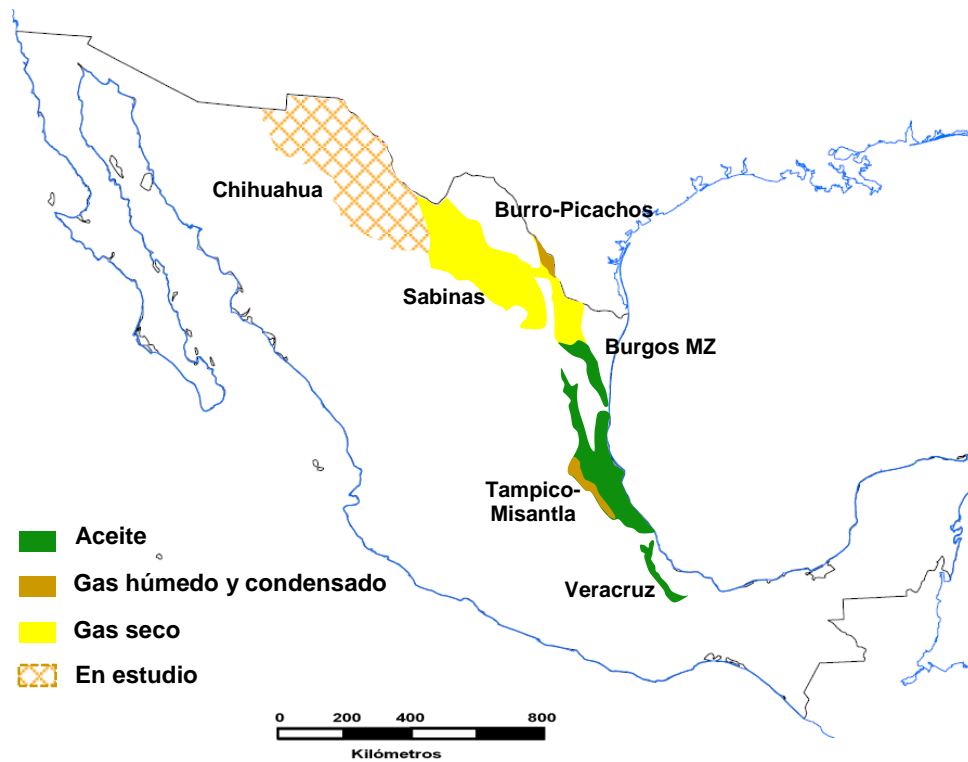 Chihuahua
Burro-Picachos
Sabinas
Burgos MZ
Tampico-
Misantla
Veracruz
Aceite
Gas húmedo y condensado
Gas seco
En estudio
0 200 400 800
Kilómetros